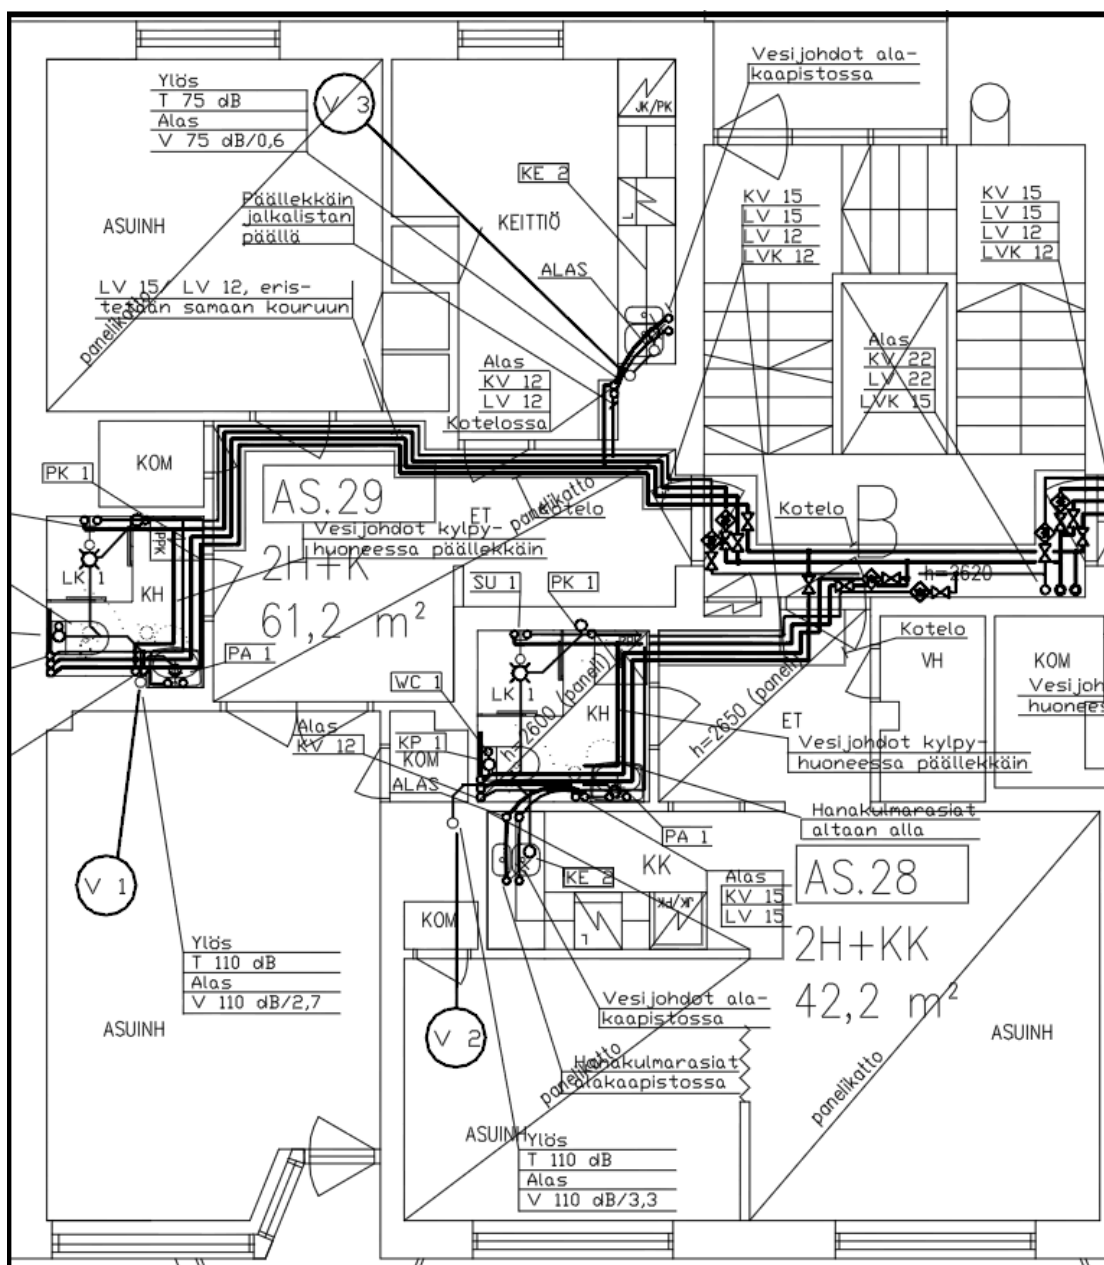 Ylös
T 75 dB
Alas
V 75 dB/0,6
V 3
Vesijohdot ala-
kaapistossa
JK/PK
KE 2
L
ASUINH
Päällekkäin
jalkalistan
päällä
KEITTIÖ
KV 15
LV 15
LV 12
LVK 12
KV 15
LV 15
LV 12
LVK 12
ALAS
LV 15/ LV 12, eris-
tetään samaan kouruun
panelikatto
Alas
KV 12
LV 12
Kotelossa
Alas
KV 22
LV 22
LVK 15
PK 1
KOM
AS.29
ET
Kotelo
panelikatto
Kotelo
B
Vesijohdot kylpy-
huoneessa päällekkäin
PPK
2H+K
61,2 m²
LK 1
KH
SU 1
PK 1
h=2620
Kotelo
PA 1
WC 1
LK 1
KH
h=2600 (paneli)
h=2650 (paneli)
ET
VH
KOM
Vesijoh
huonees
Alas
KV 12
KP 1
KOM
ALAS
Vesijohdot kylpy-
huoneessa päällekkäin
Hanakulmarasiat
altaan alla
PA 1
V 1
KE 2
KK
Alas
KV 15
LV 15
AS.28
KOM
L
JK/PK
2H+KK
42,2 m²
Ylös
T 110 dB
Alas
V 110 dB/2,7
ASUINH
V 2
Vesijohdot ala-
kaapistossa
ASUINH
Hanakulmarasiat
alakaapistossa
panelikatto
panelikatto
ASUINH
Ylös
T 110 dB
Alas
V 110 dB/3,3